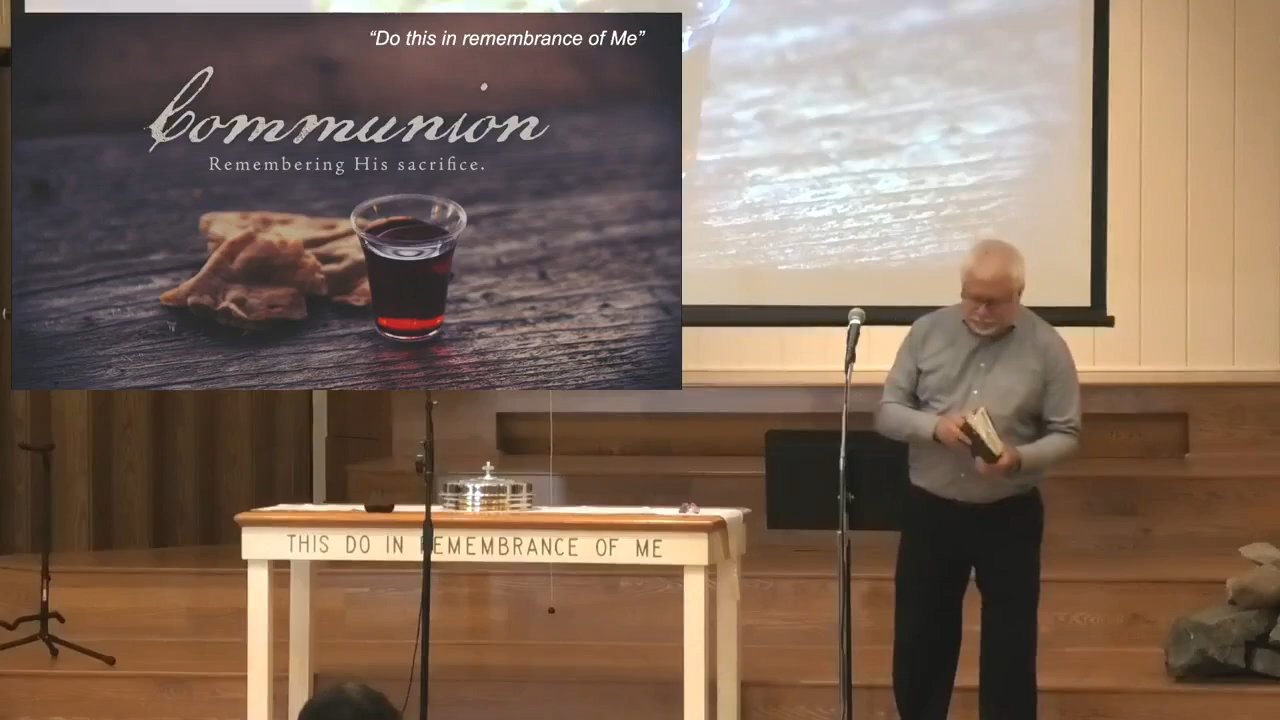 “Do this in remembrance of Me”
Communion
Remembering His sacrifice.
THIS DO IN REMEMBRANCE OF ME